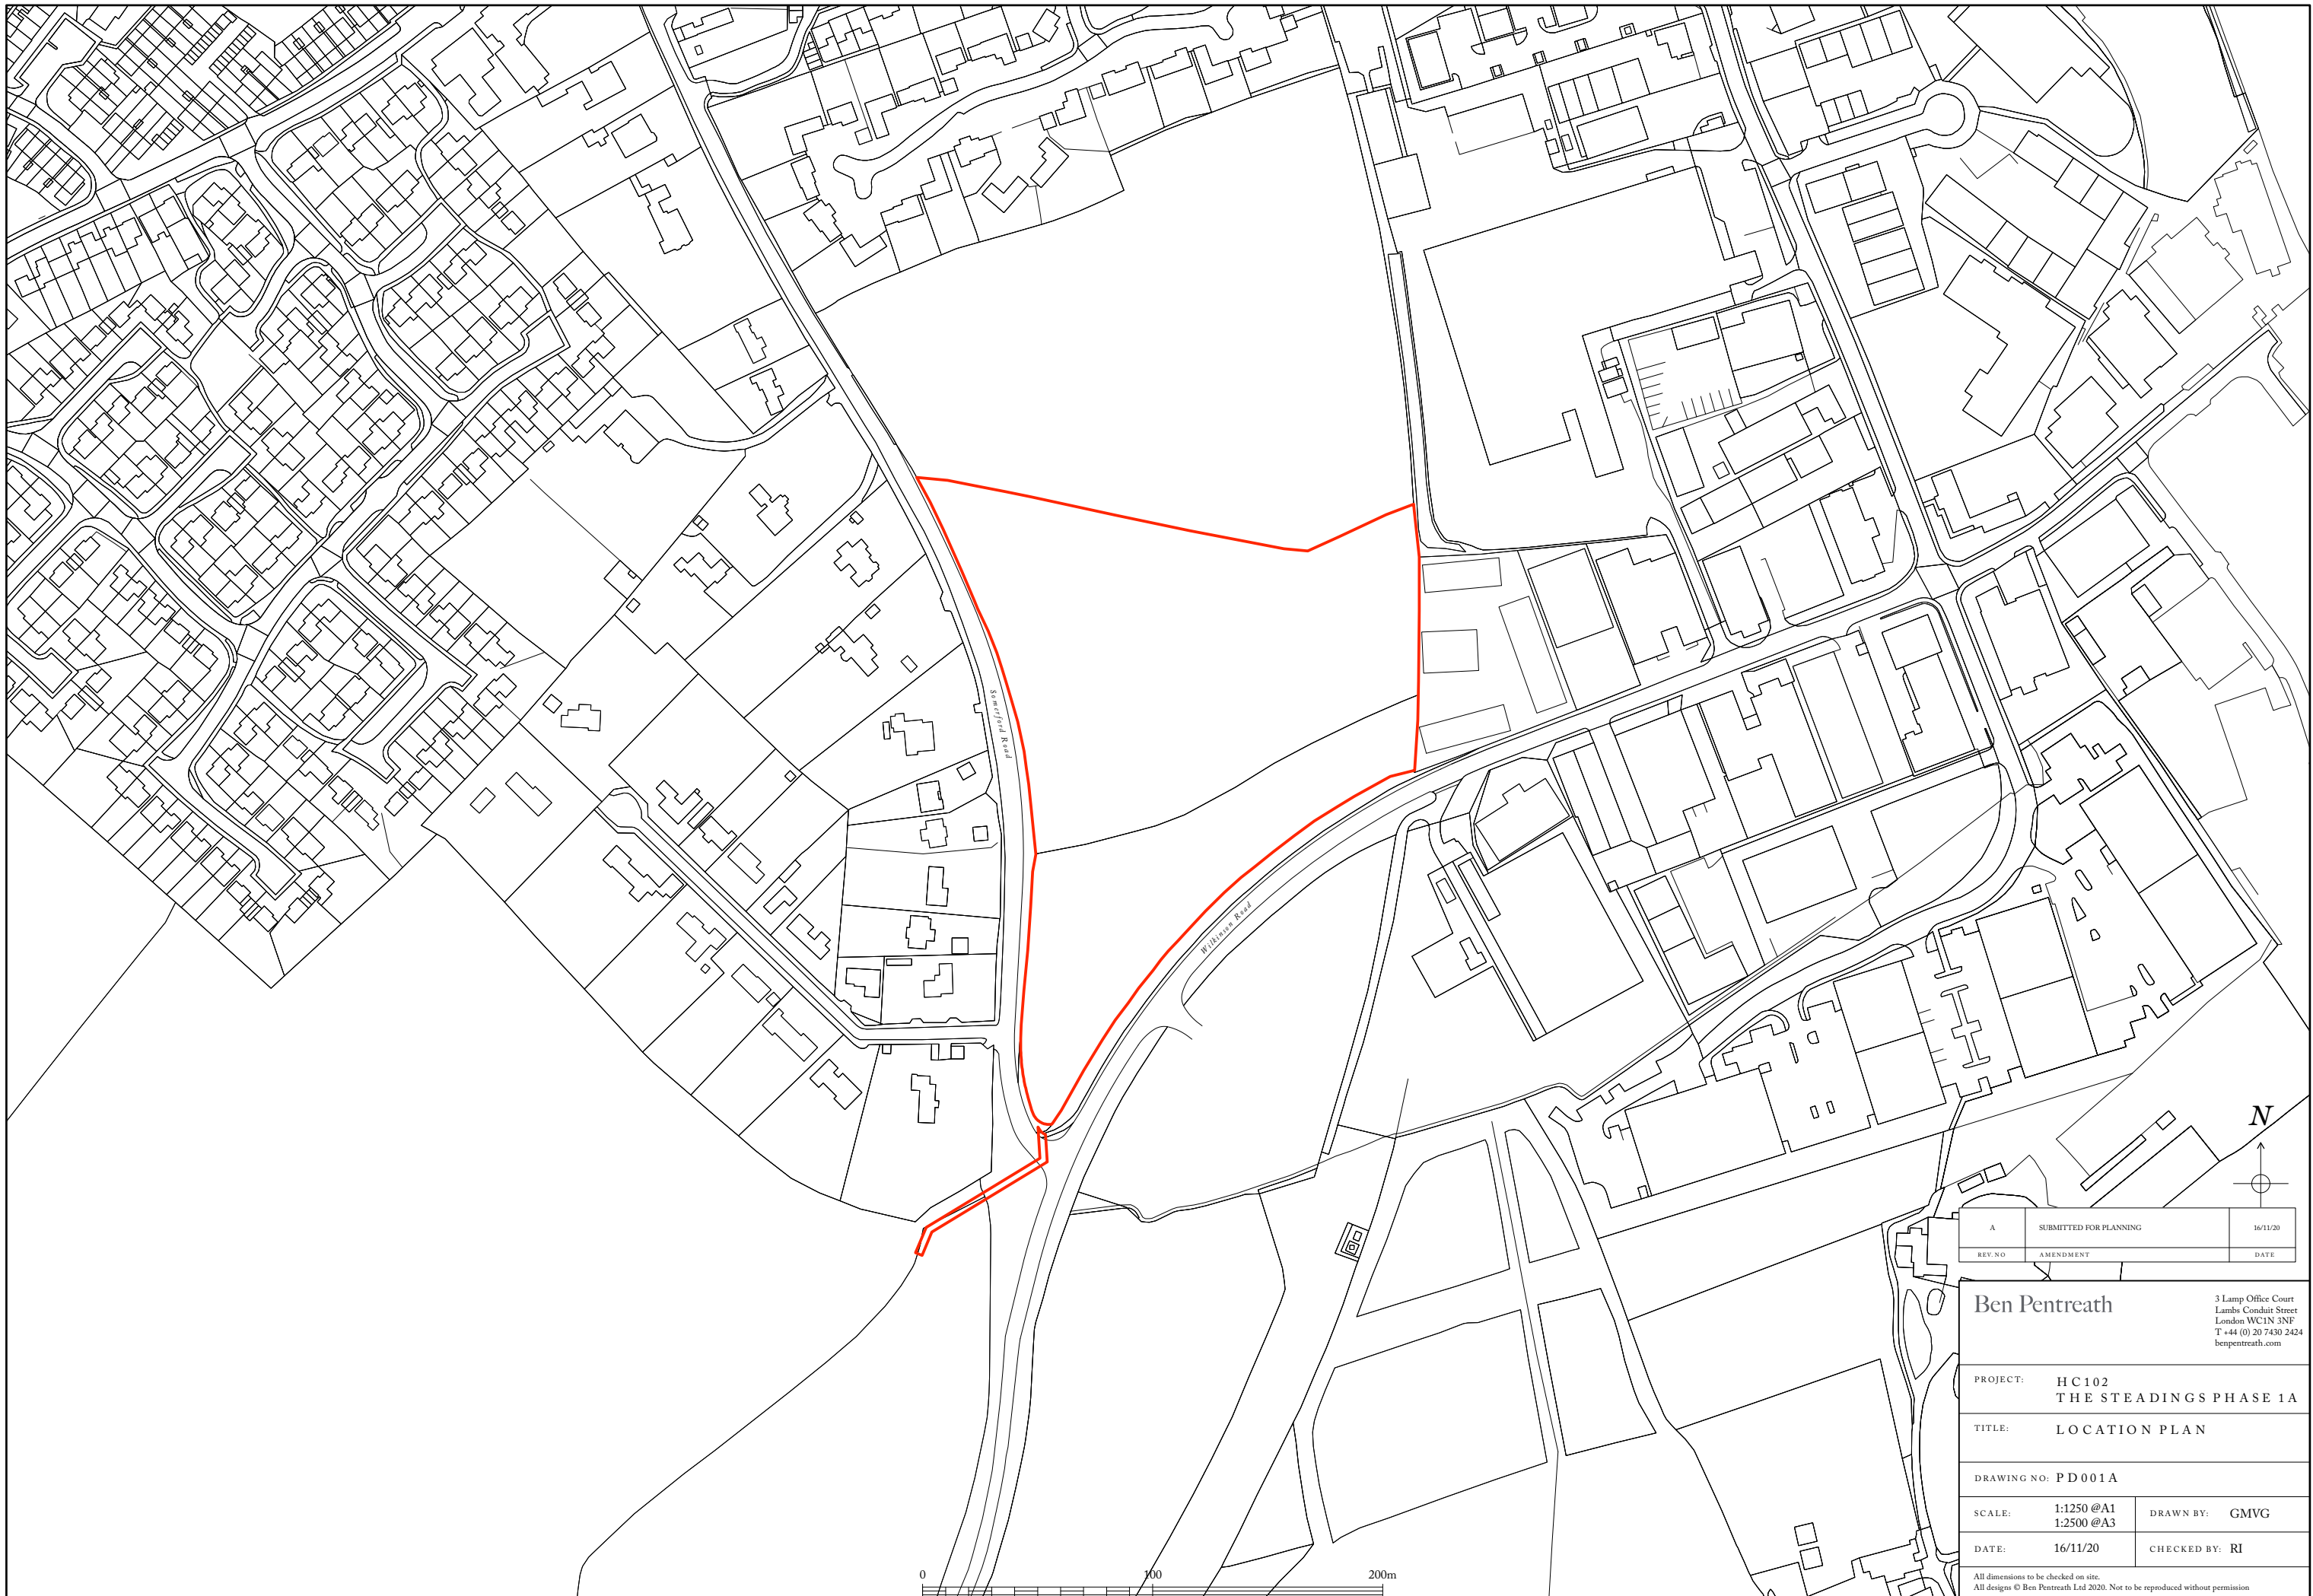 Somerford Road
Wilkinson Road
N
A SUBMITTED FOR PLANNING 16/11/20
REV. NO AMENDMENT DATE
Ben Pentreath
3 Lamp Office Court
Lambs Conduit Street
London WC1N 3NF
T +44 (0) 20 7430 2424
benpentreath.com
PROJECT: HC102
THE STEADINGS PHASE 1A
TITLE: LOCATION PLAN
DRAWING NO: PD001A
SCALE: 1:1250 @A1
1:2500 @A3
DRAWN BY: GMVG
DATE: 16/11/20
CHECKED BY: RI
All dimensions to be checked on site.
All designs © Ben Pentreath Ltd 2020. Not to be reproduced without permission
0 100 200m